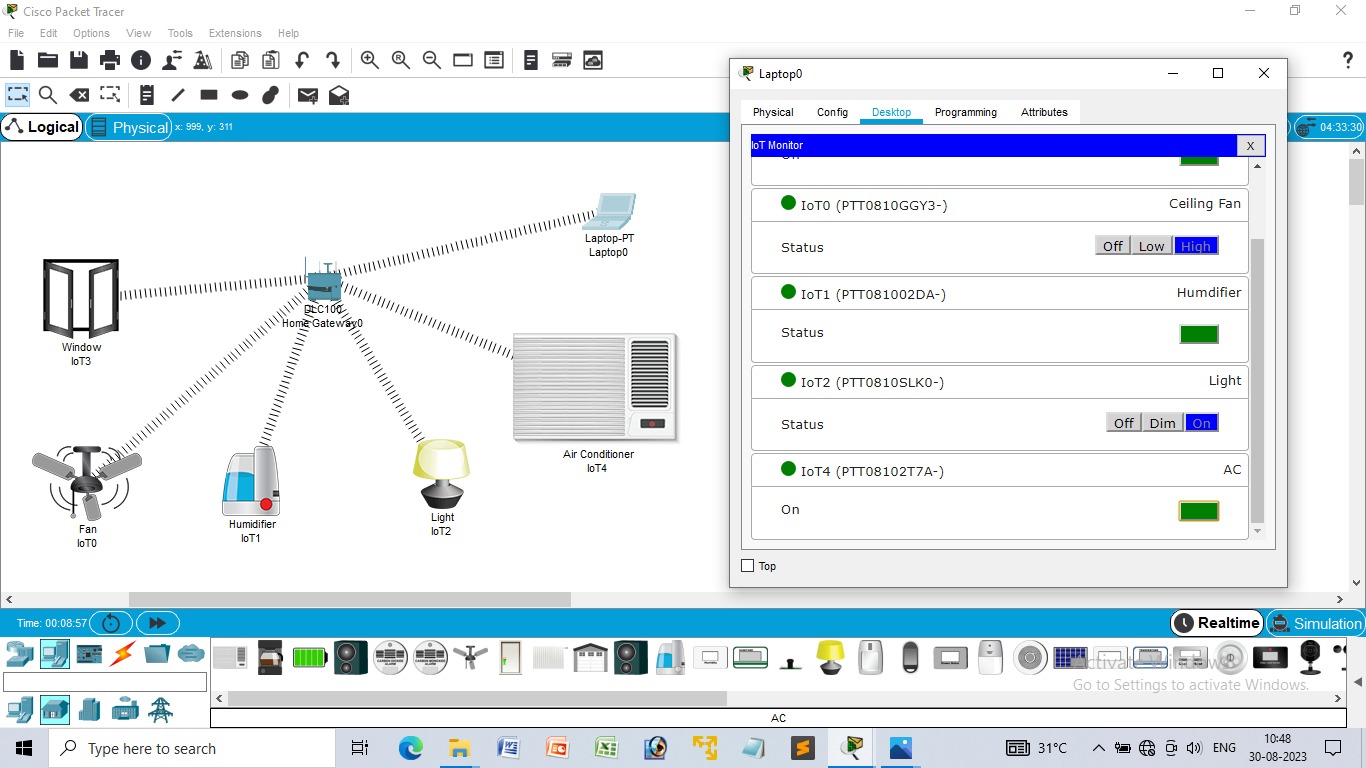 Cisco Packet Tracer
File Edit Options View Tools Extensions Help
Logical Physical x: 999, y: 311
04:33:30
Laptop-PT
Laptop0
DLC100
Home Gateway0
Window
IoT3
Air Conditioner
IoT4
Fan
IoT0
Humidifier
IoT1
Light
IoT2
Laptop0
Physical Config Desktop Programming Attributes
IoT Monitor X
IoT0 (PTT0810GGY3-) Ceiling Fan
Status Off Low High
IoT1 (PTT081002DA-) Humdifier
Status
IoT2 (PTT0810SLK0-) Light
Status Off Dim On
IoT4 (PTT08102T7A-) AC
On
Top
Time: 00:08:57 Realtime Simulation
Activate Windows
Go to Settings to activate Windows.
AC
Type here to search
31°C ENG 10:48
30-08-2023